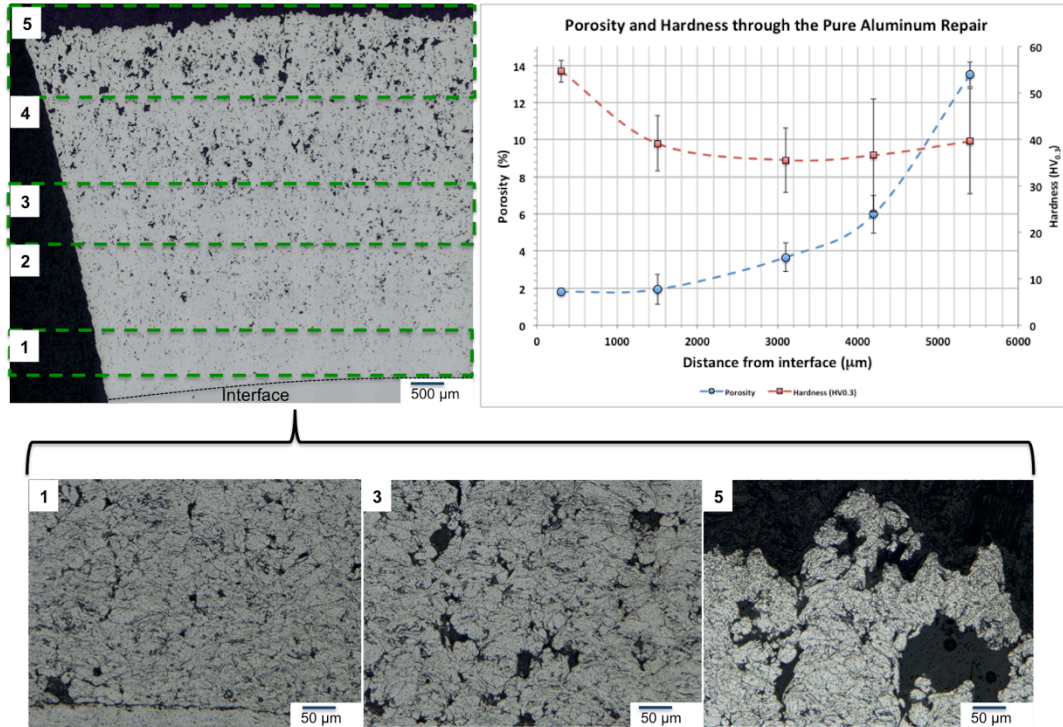 5
4
3
2
1
Interface
500 µm
Porosity and Hardness through the Pure Aluminum Repair
Porosity (%)
14
12
10
8
6
4
2
0
60
50
40
30
20
10
0
Hardness (HV0.3)
0 1000 2000 3000 4000 5000 6000
Distance from interface (µm)
Porosity Hardness (HV0.3)
1
50 µm
3
50 µm
5
50 µm